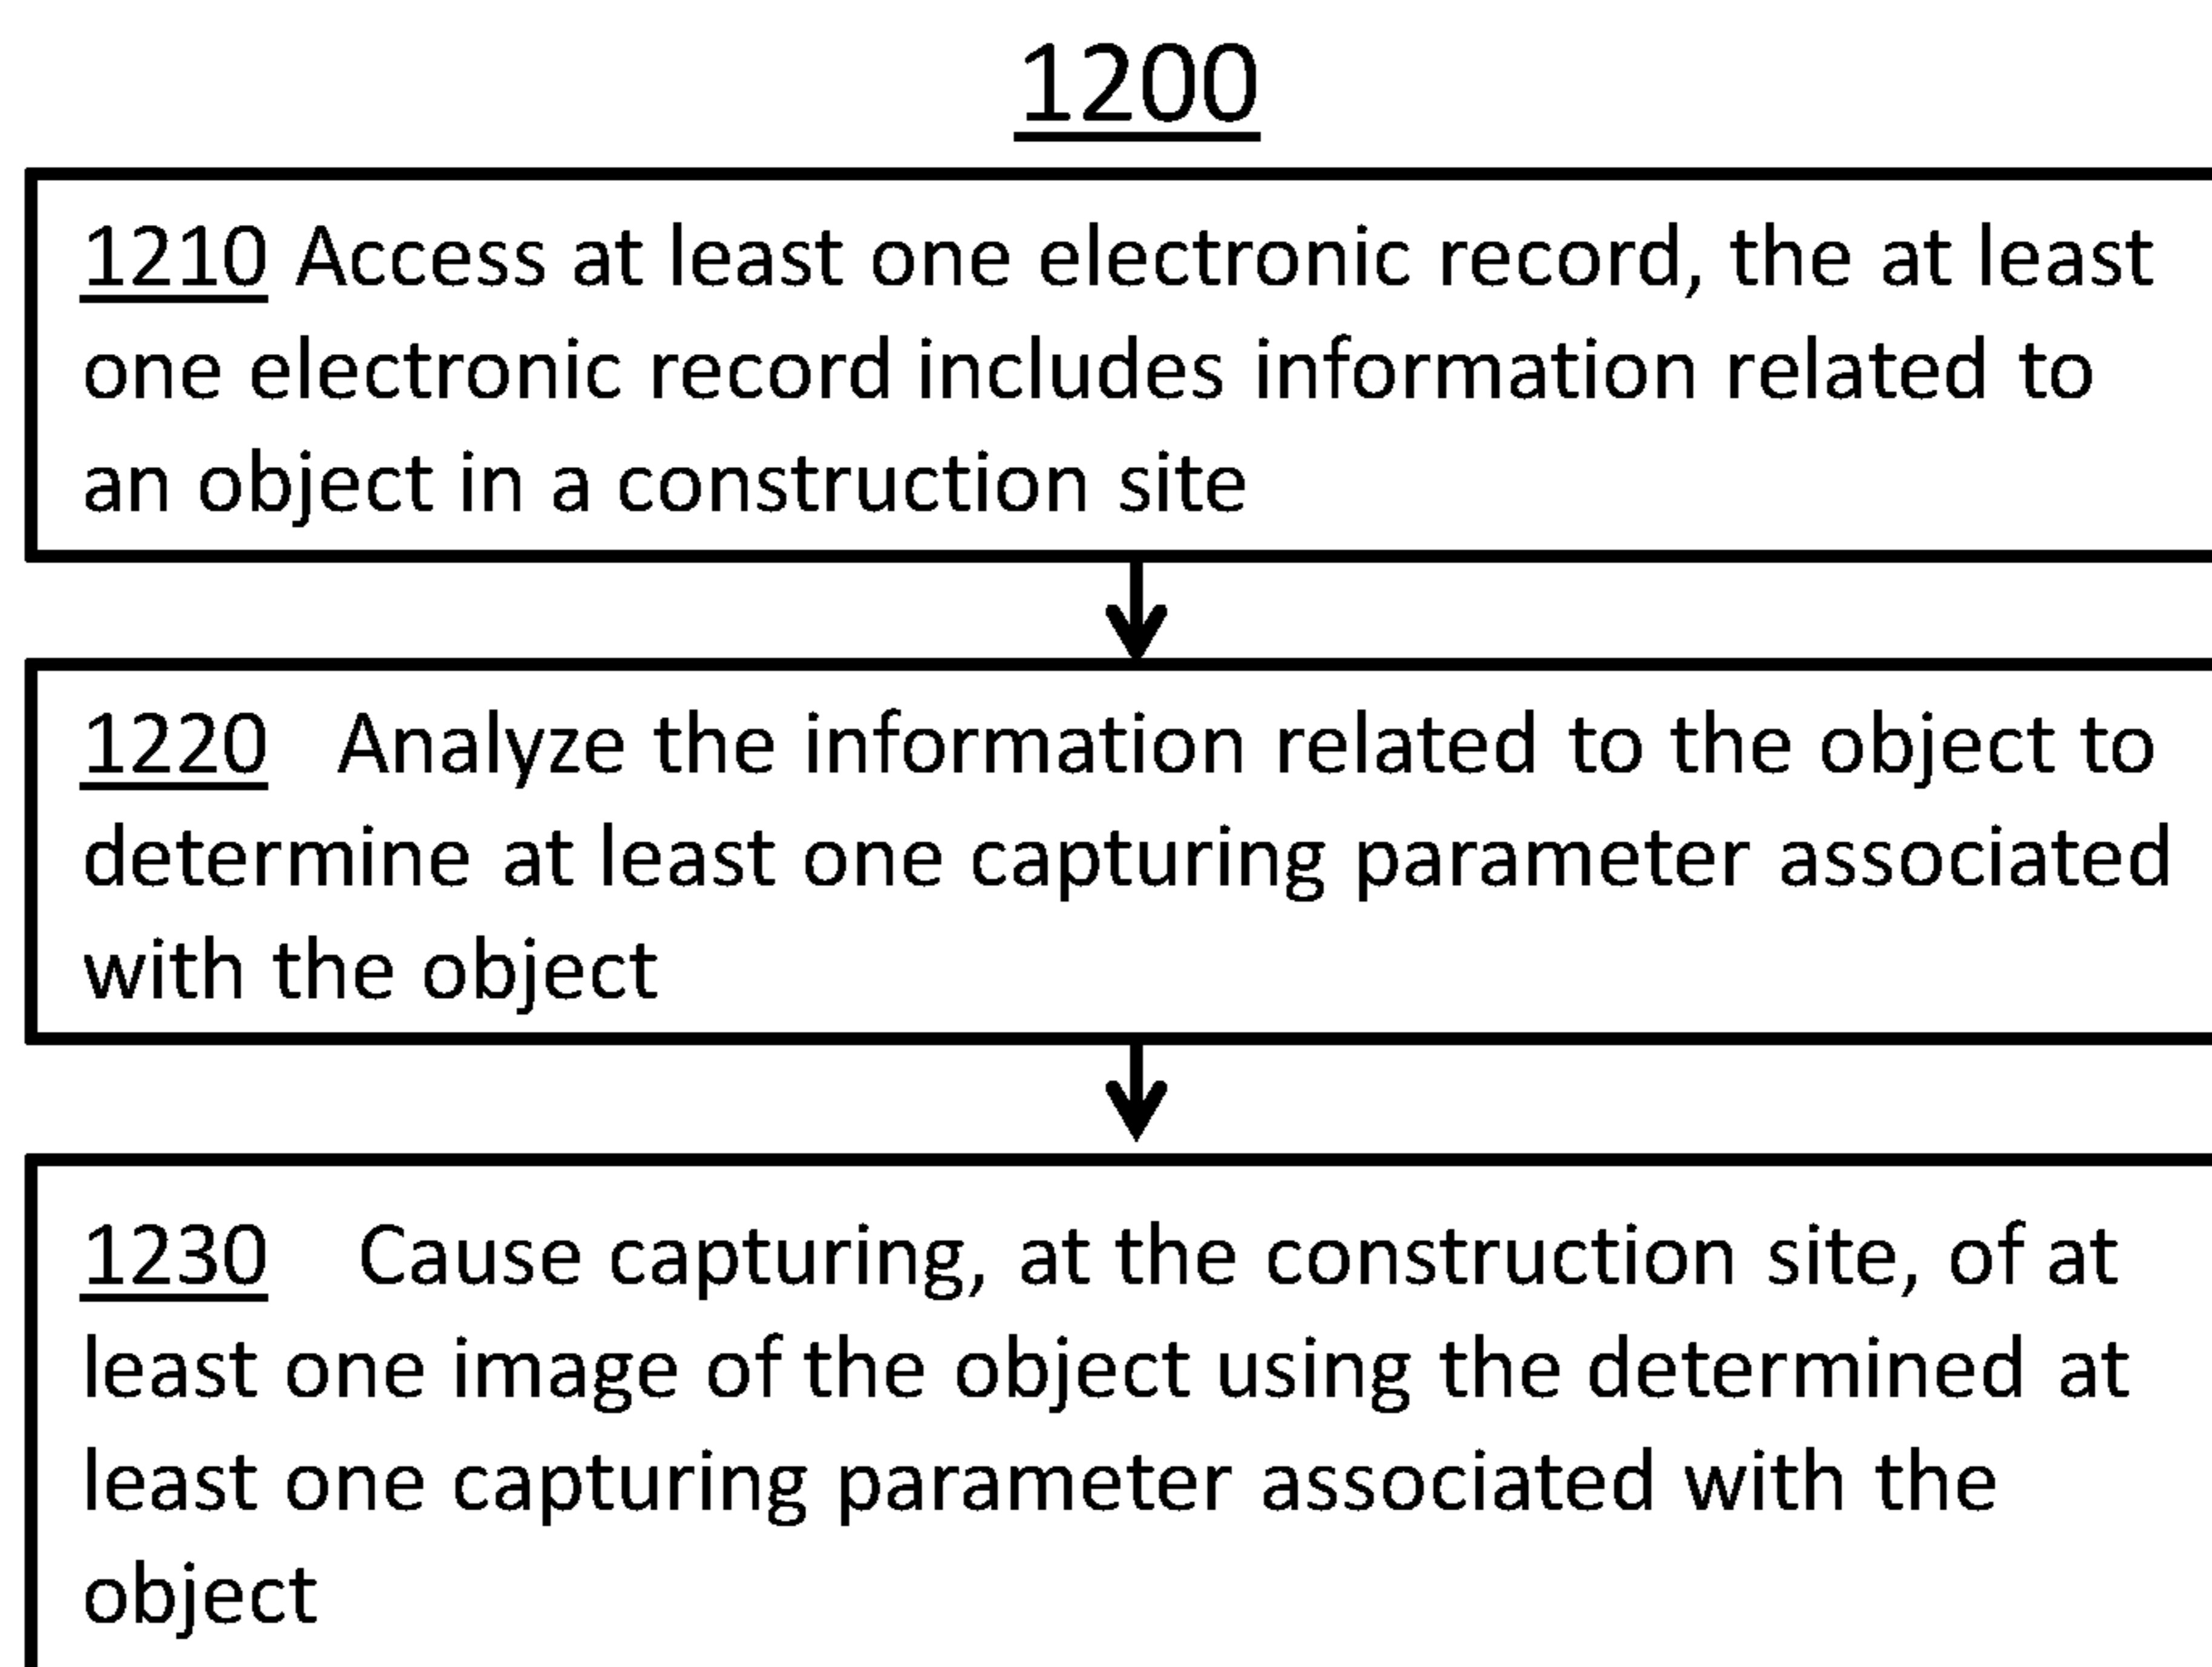 1200
1210 Access at least one electronic record, the at least
one electronic record includes information related to
an object in a construction site
1220 Analyze the information related to the object to
determine at least one capturing parameter associated
with the object
1230 Cause capturing, at the construction site, of at
least one image of the object using the determined at
least one capturing parameter associated with the
object